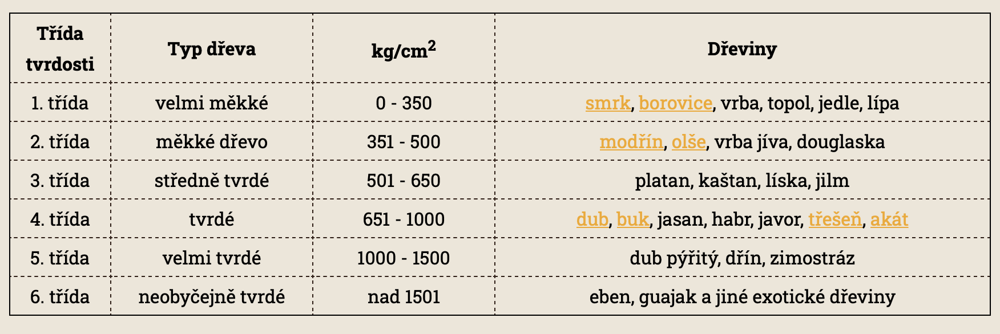 Třída tvrdosti Typ dřeva kg/cm² Dřeviny
1. třída velmi měkké 0 - 350 smrk, borovice, vrba, topol, jedle, lípa
2. třída měkké dřevo 351 - 500 modřín, olše, vrba jíva, douglaska
3. třída středně tvrdé 501 - 650 platan, kaštan, líska, jilm
4. třída tvrdé 651 - 1000 dub, buk, jasan, habr, javor, třešeň, akát
5. třída velmi tvrdé 1000 - 1500 dub pýřitý, dřín, zimostráz
6. třída neobyčejně tvrdé nad 1501 eben, guajak a jiné exotické dřeviny